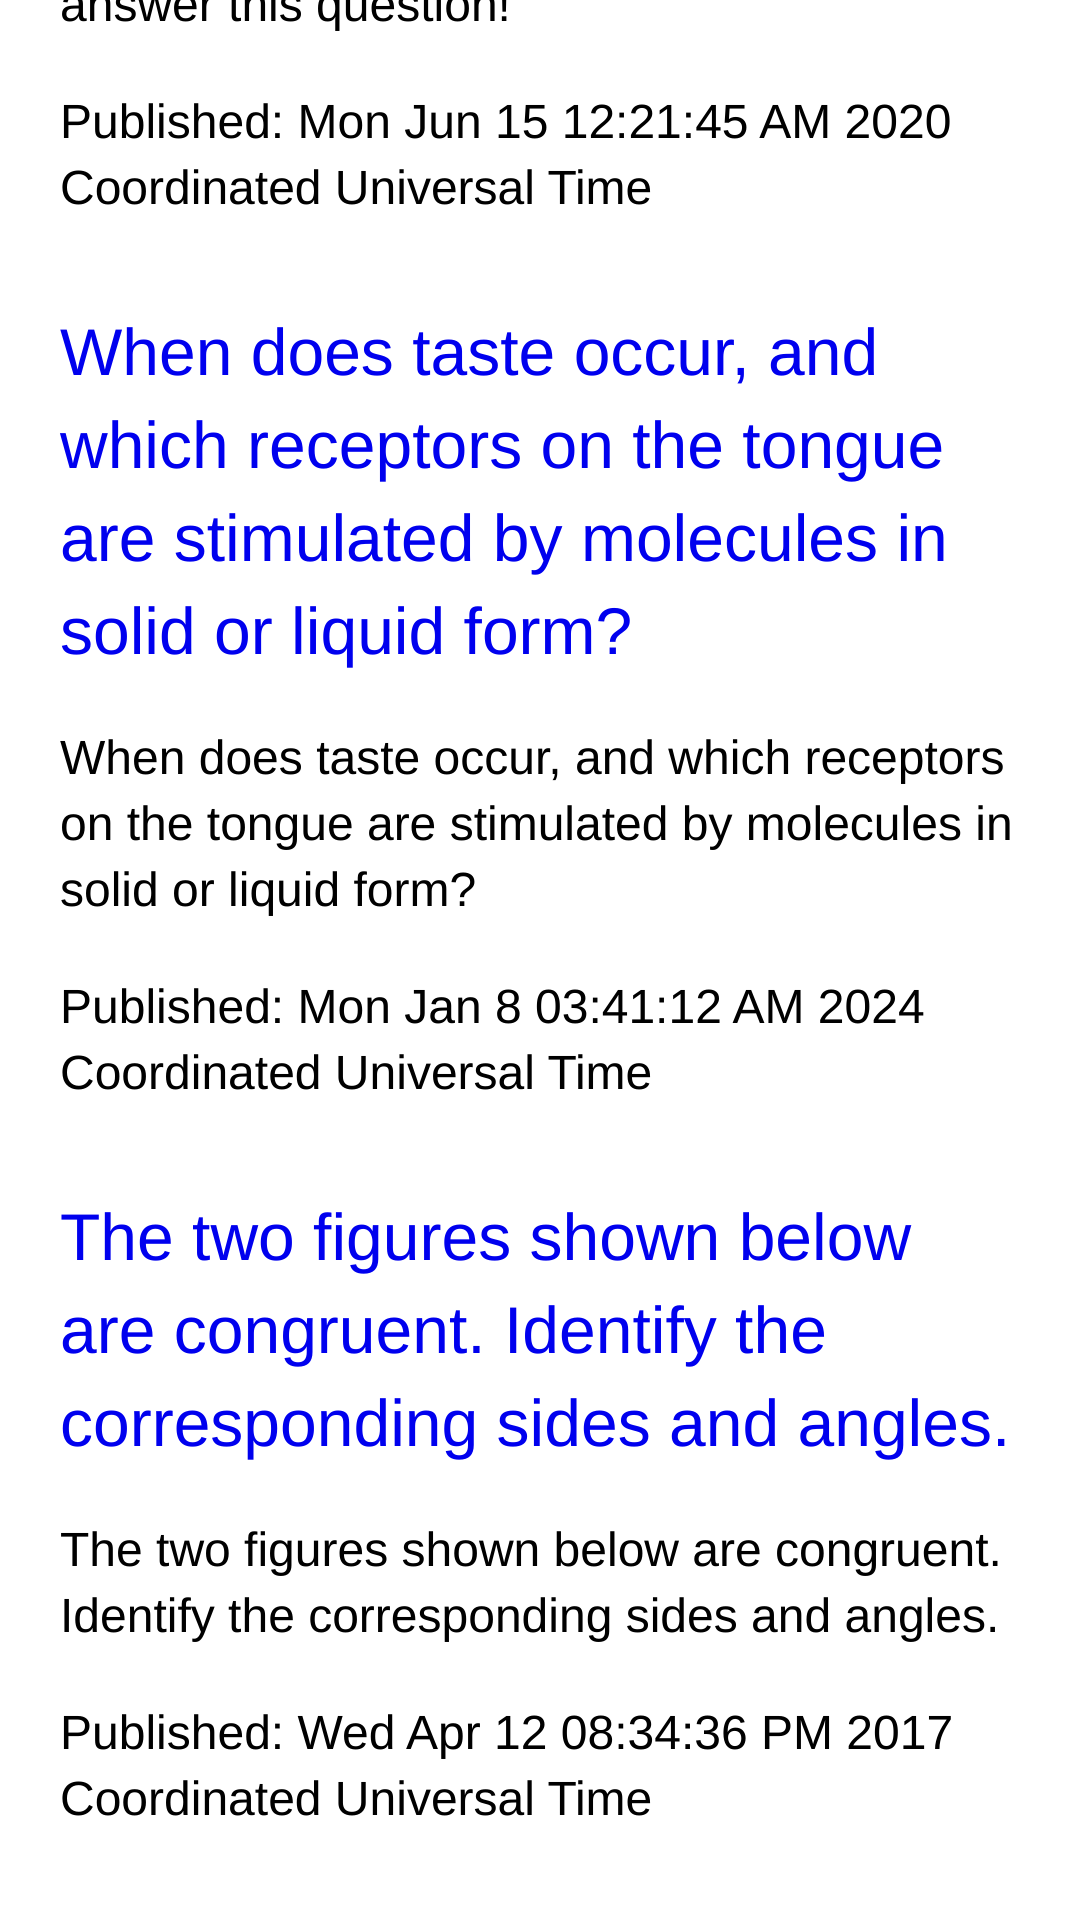 answer this question!
Published: Mon Jun 15 12:21:45 AM 2020
Coordinated Universal Time
When does taste occur, and
which receptors on the tongue
are stimulated by molecules in
solid or liquid form?
When does taste occur, and which receptors
on the tongue are stimulated by molecules in
solid or liquid form?
Published: Mon Jan 8 03:41:12 AM 2024
Coordinated Universal Time
The two figures shown below
are congruent. Identify the
corresponding sides and angles.
The two figures shown below are congruent.
Identify the corresponding sides and angles.
Published: Wed Apr 12 08:34:36 PM 2017
Coordinated Universal Time